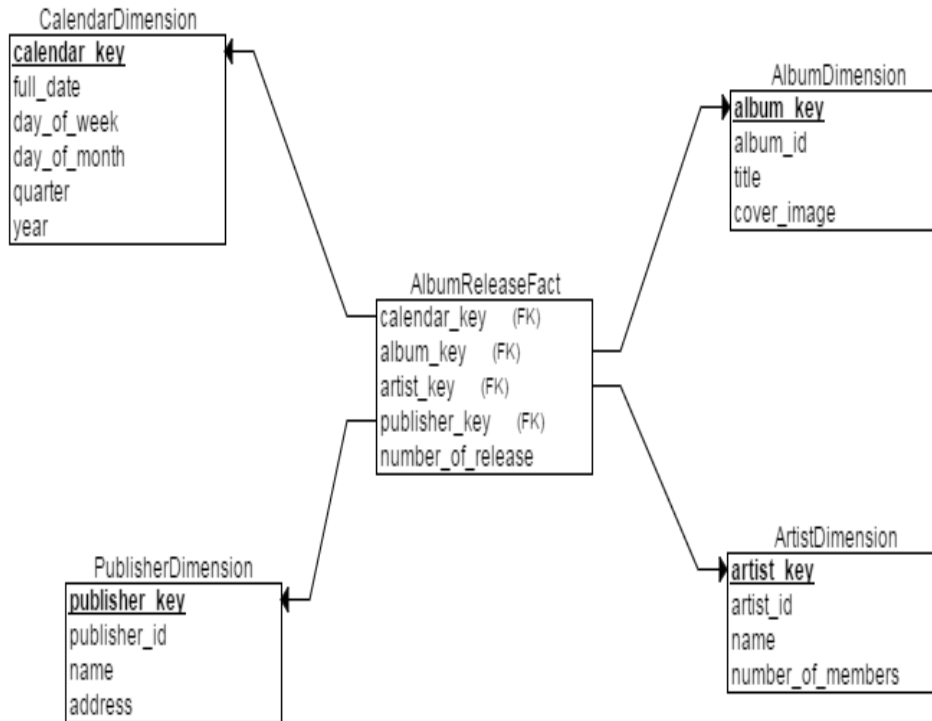 CalendarDimension
calendar_key
full_date
day_of_week
day_of_month
quarter
year
AlbumDimension
album_key
album_id
title
cover_image
AlbumReleaseFact
calendar_key (FK)
album_key (FK)
artist_key (FK)
publisher_key (FK)
number_of_release
PublisherDimension
publisher_key
publisher_id
name
address
ArtistDimension
artist_key
artist_id
name
number_of_members